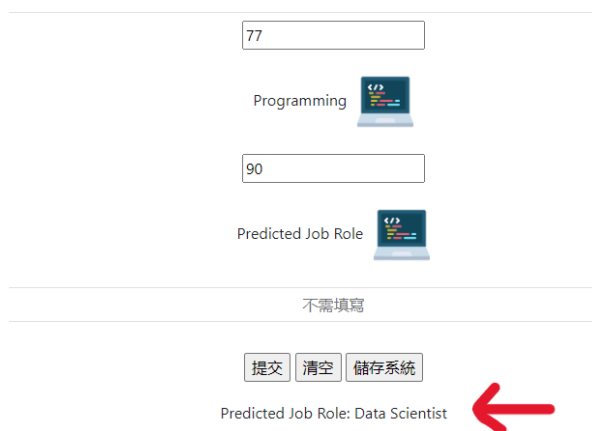 77
Programming
90
Predicted Job Role
不需填寫
提交 清空 儲存系統
Predicted Job Role: Data Scientist